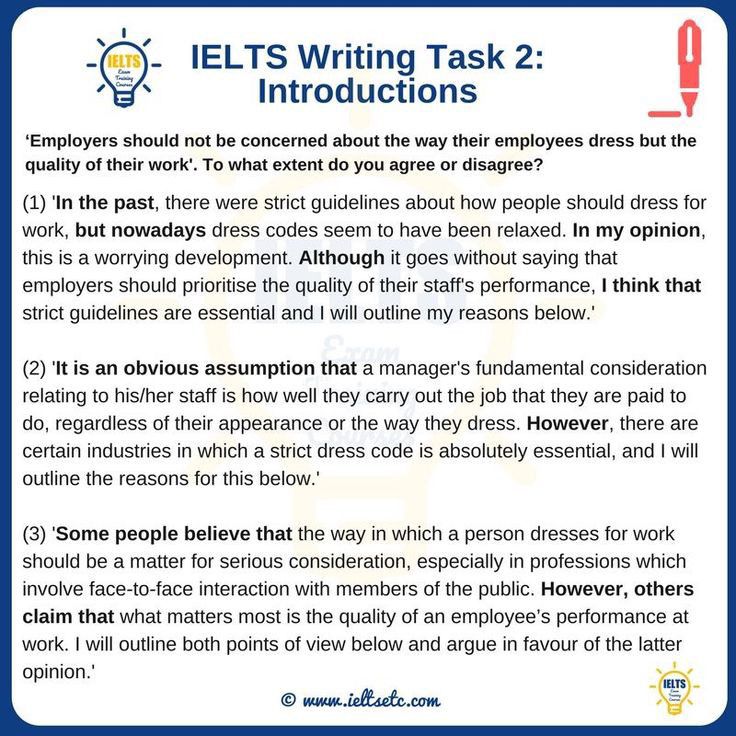 IELTS
Exam
Training
Courses
IELTS Writing Task 2:
Introductions
‘Employers should not be concerned about the way their employees dress but the
quality of their work'. To what extent do you agree or disagree?
(1) 'In the past, there were strict guidelines about how people should dress for
work, but nowadays dress codes seem to have been relaxed. In my opinion,
this is a worrying development. Although it goes without saying that
employers should prioritise the quality of their staff's performance, I think that
strict guidelines are essential and I will outline my reasons below.'
(2) 'It is an obvious assumption that a manager's fundamental consideration
relating to his/her staff is how well they carry out the job that they are paid to
do, regardless of their appearance or the way they dress. However, there are
certain industries in which a strict dress code is absolutely essential, and I will
outline the reasons for this below.'
(3) 'Some people believe that the way in which a person dresses for work
should be a matter for serious consideration, especially in professions which
involve face-to-face interaction with members of the public. However, others
claim that what matters most is the quality of an employee’s performance at
work. I will outline both points of view below and argue in favour of the latter
opinion.'
IELTS
Exam
Training
Courses
IELTS
Exam
Training
Courses
© www.ieltsetc.com